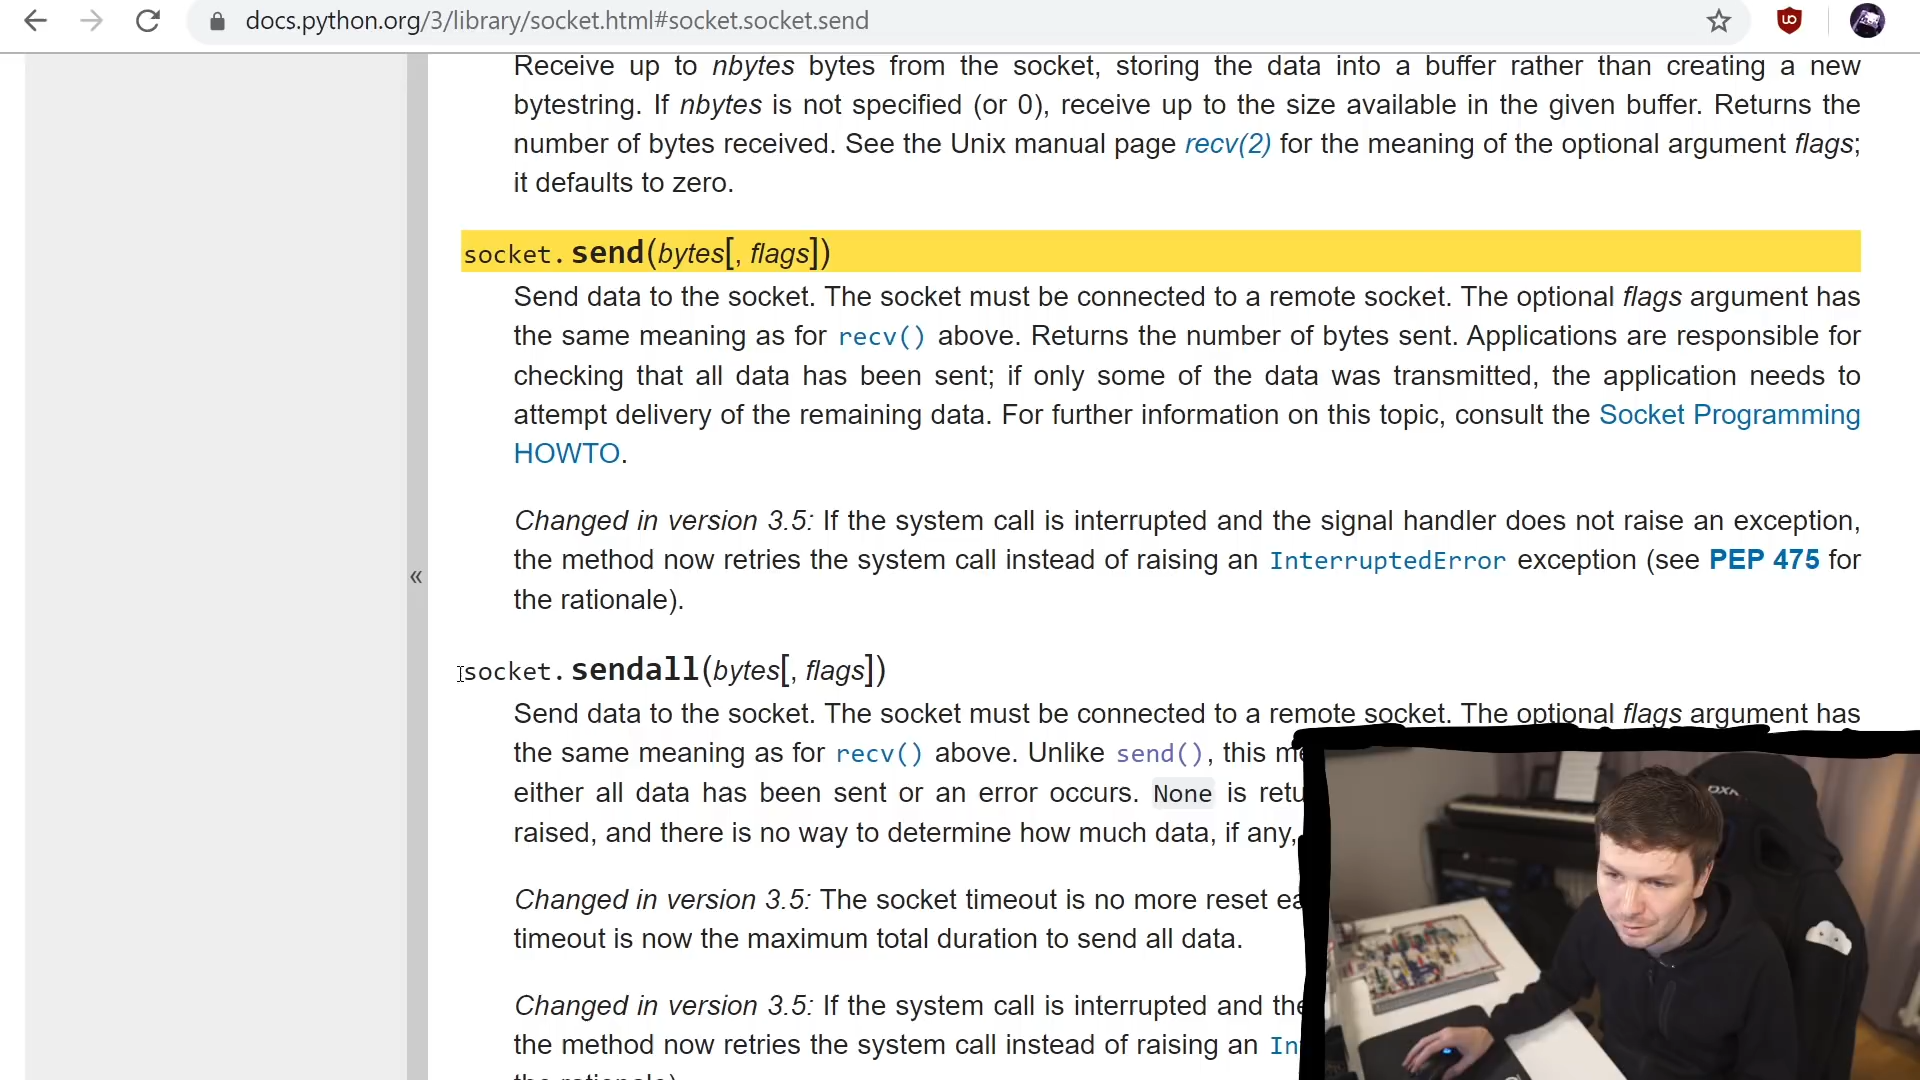 docs.python.org/3/library/socket.html#socket.socket.send
Receive up to nbytes bytes from the socket, storing the data into a buffer rather than creating a new
bytestring. If nbytes is not specified (or 0), receive up to the size available in the given buffer. Returns the
number of bytes received. See the Unix manual page recv(2) for the meaning of the optional argument flags;
it defaults to zero.
socket.send(bytes[, flags])
Send data to the socket. The socket must be connected to a remote socket. The optional flags argument has
the same meaning as for recv() above. Returns the number of bytes sent. Applications are responsible for
checking that all data has been sent; if only some of the data was transmitted, the application needs to
attempt delivery of the remaining data. For further information on this topic, consult the Socket Programming
HOWTO.
Changed in version 3.5: If the system call is interrupted and the signal handler does not raise an exception,
the method now retries the system call instead of raising an InterruptedError exception (see PEP 475 for
the rationale).
«
socket.sendall(bytes[, flags])
Send data to the socket. The socket must be connected to a remote socket. The optional flags argument has
the same meaning as for recv() above. Unlike send(), this
either all data has been sent or an error occurs. None is
raised, and there is no way to determine how much data, if any,
Changed in version 3.5: The socket timeout is no more reset
timeout is now the maximum total duration to send all data.
Changed in version 3.5: If the system call is interrupted and the
the method now retries the system call instead of raising an
the rationale)